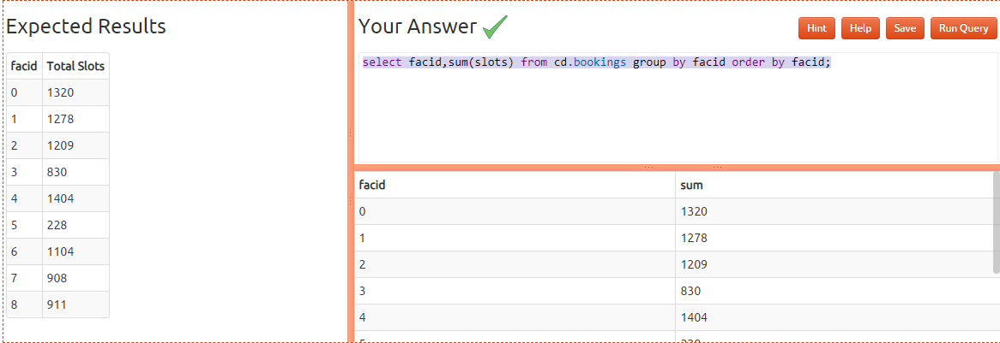 Expected Results
facid Total Slots
0 1320
1 1278
2 1209
3 830
4 1404
5 228
6 1104
7 908
8 911
Your Answer
Hint Help Save Run Query
select facid,sum(slots) from cd.bookings group by facid order by facid;
facid sum
0 1320
1 1278
2 1209
3 830
4 1404